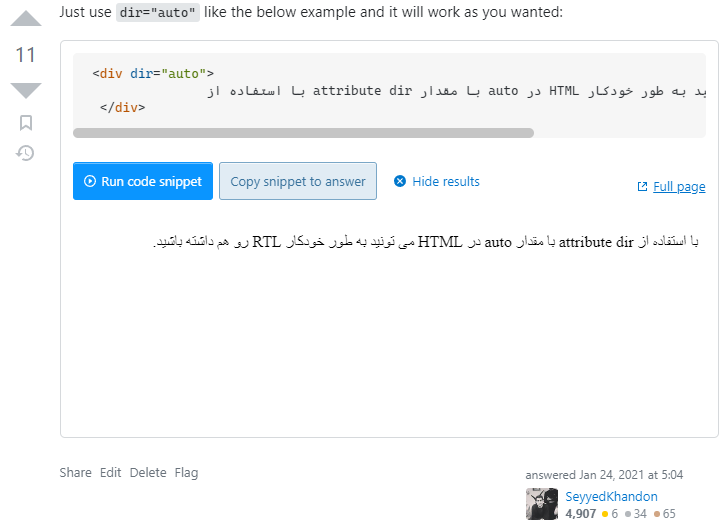 Just use dir="auto" like the below example and it will work as you wanted:
11
<div dir="auto">
با استفاده از attribute dir با مقدار auto در HTML ید به طور خودکار
</div>
Run code snippet Copy snippet to answer Hide results Full page
با استفاده از attribute dir با مقدار auto در HTML می تونید به طور خودکار RTL رو هم داشته باشید.
Share Edit Delete Flag
answered Jan 24, 2021 at 5:04
SeyyedKhandon
4,907 6 34 65